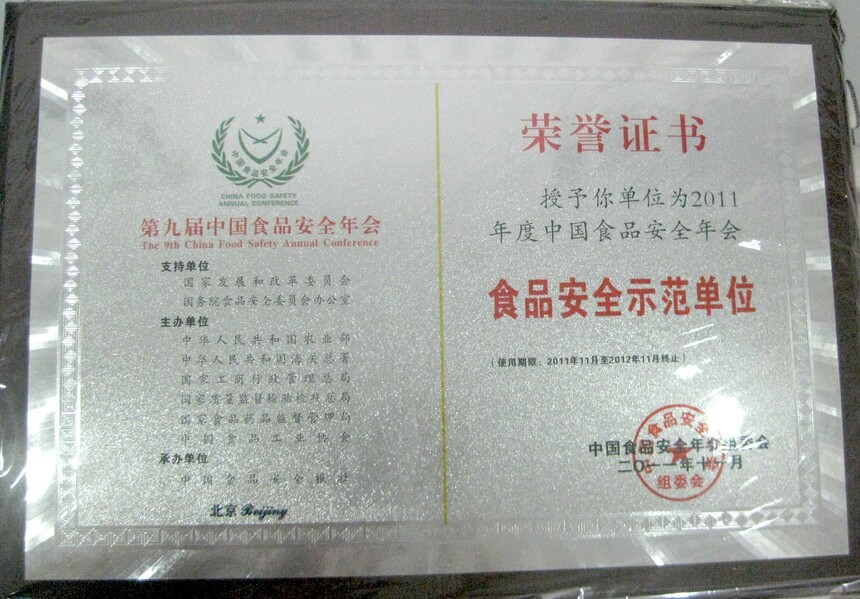 中国食品安全年会
CHINA FOOD SAFETY
ANNUAL CONFERENCE
第九届中国食品安全年会
The 9th China Food Safety Annual Conference
支持单位
国家发展和改革委员会
国务院食品安全委员会办公室
主办单位
中华人民共和国农业部
中华人民共和国海关总署
国家工商行政管理总局
国家质量监督检验检疫总局
国家食品药品监督管理局
中国食品工业协会
承办单位
中国食品安全报社
北京 Beijing
荣誉证书
授予你单位为2011
年度中国食品安全年会
食品安全示范单位
(使用期限：2011年11月至2012年11月终止)
中国食品安全年会组委会
二〇一一年十一月
组委会